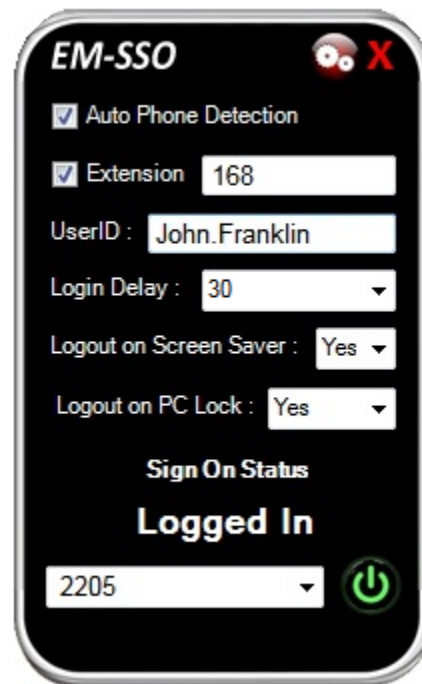 EM-SSO X
Auto Phone Detection
Extension 168
UserID : John.Franklin
Login Delay : 30
Logout on Screen Saver : Yes
Logout on PC Lock : Yes
Sign On Status
Logged In
2205